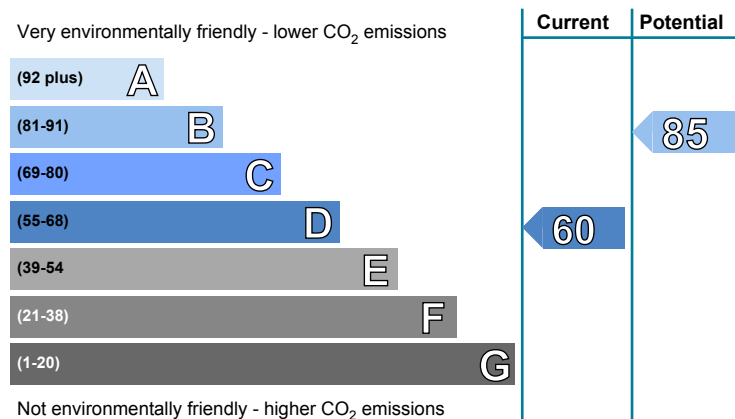 Very environmentally friendly - lower CO₂ emissions
Current
Potential
(92 plus) A
(81-91) B
(69-80) C
(55-68) D
(39-54 E
(21-38) F
(1-20) G
85
60
Not environmentally friendly - higher CO₂ emissions